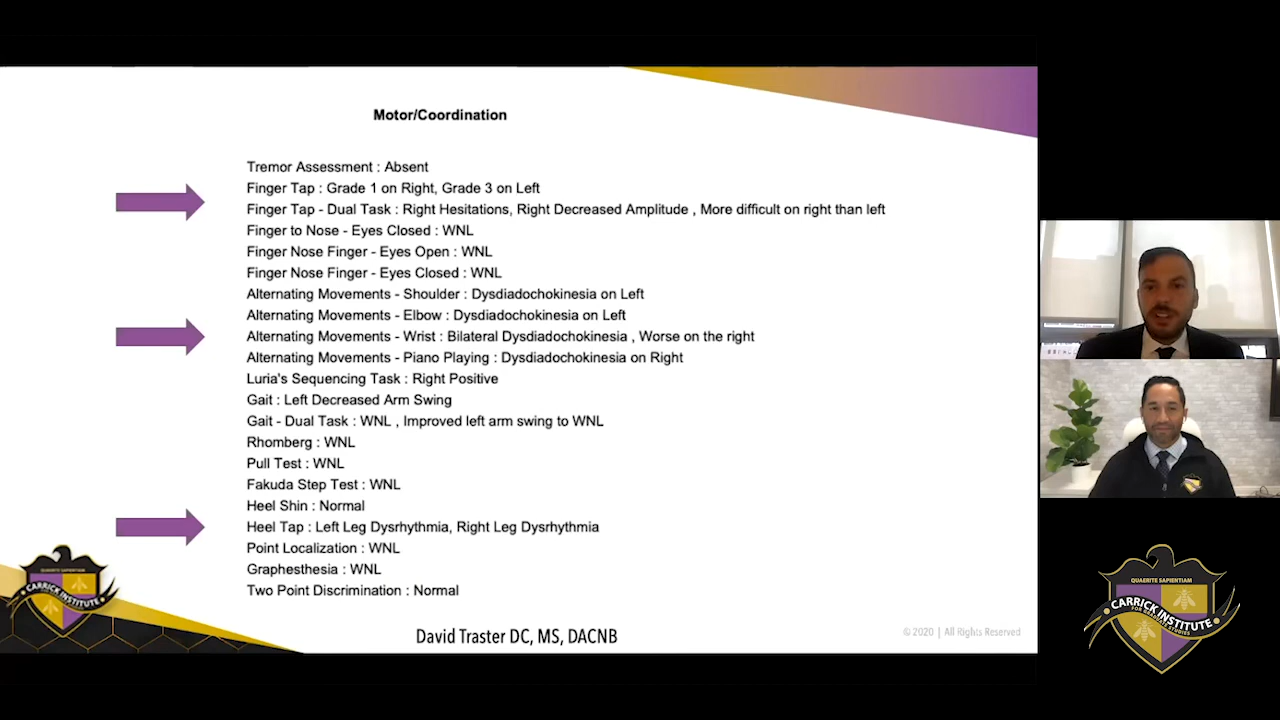 Motor/Coordination
Tremor Assessment : Absent
Finger Tap : Grade 1 on Right, Grade 3 on Left
Finger Tap - Dual Task : Right Hesitations, Right Decreased Amplitude , More difficult on right than left
Finger to Nose - Eyes Closed : WNL
Finger Nose Finger - Eyes Open : WNL
Finger Nose Finger - Eyes Closed : WNL
Alternating Movements - Shoulder : Dysdiadochokinesia on Left
Alternating Movements - Elbow : Dysdiadochokinesia on Left
Alternating Movements - Wrist : Bilateral Dysdiadochokinesia , Worse on the right
Alternating Movements - Piano Playing : Dysdiadochokinesia on Right
Luria's Sequencing Task : Right Positive
Gait : Left Decreased Arm Swing
Gait - Dual Task : WNL , Improved left arm swing to WNL
Rhomberg : WNL
Pull Test : WNL
Fakuda Step Test : WNL
Heel Shin : Normal
Heel Tap : Left Leg Dysrhythmia, Right Leg Dysrhythmia
Point Localization : WNL
Graphesthesia : WNL
Two Point Discrimination : Normal
David Traster DC, MS, DACNB
© 2020 | All Rights Reserved
QUAERITE SAPIENTIAM
CARRICK INSTITUTE
QUAERITE SAPIENTIAM
CARRICK INSTITUTE